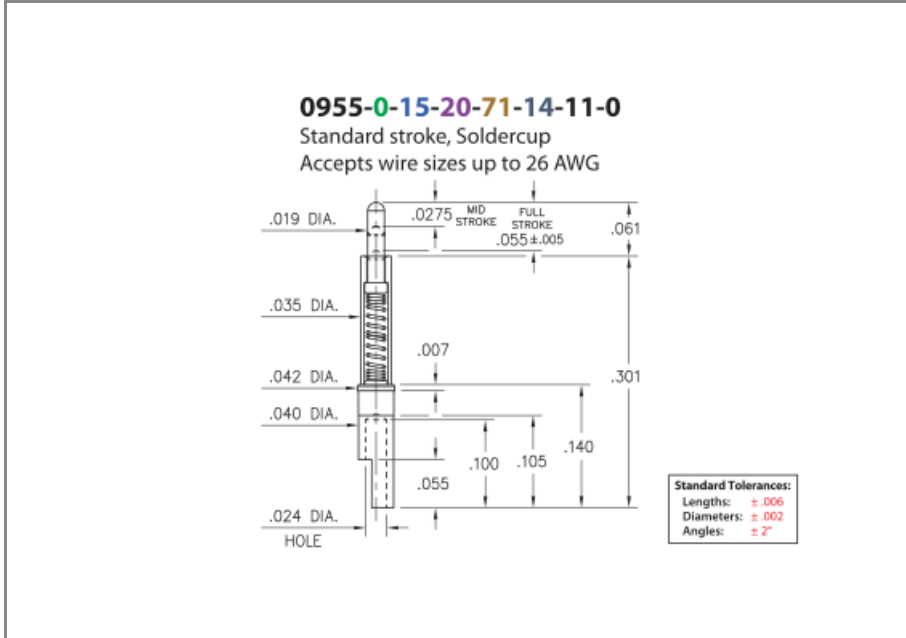 0955-0-15-20-71-14-11-0
Standard stroke, Soldercup
Accepts wire sizes up to 26 AWG
.019 DIA.
.0275
MID
STROKE
FULL
STROKE
.055±.005
.061
.035 DIA.
.007
.042 DIA.
.301
.040 DIA.
.140
.100
.105
.055
.024 DIA.
HOLE
Standard Tolerances:
Lengths: ± .006
Diameters: ± .002
Angles: ± 2°